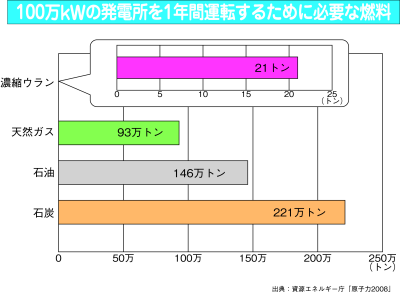 100万kWの発電所を1年間運転するために必要な燃料
濃縮ウラン
21トン
0 5 10 15 20 25
(トン)
天然ガス
93万トン
石油
146万トン
石炭
221万トン
0 50万 100万 150万 200万 250万
(トン)
出典：資源エネルギー庁「原子力2008」